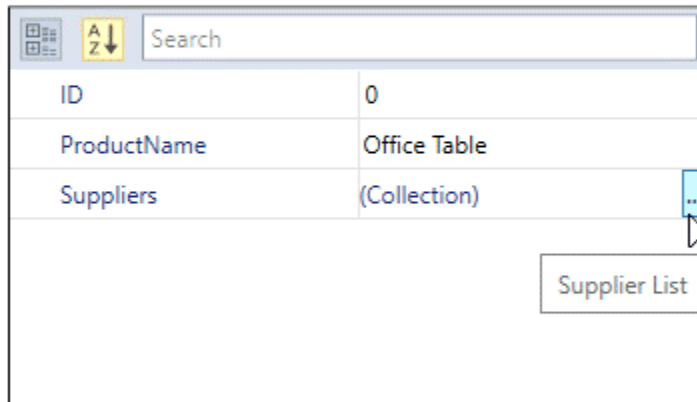 A Z Search
ID 0
ProductName Office Table
Suppliers (Collection) ..
Supplier List